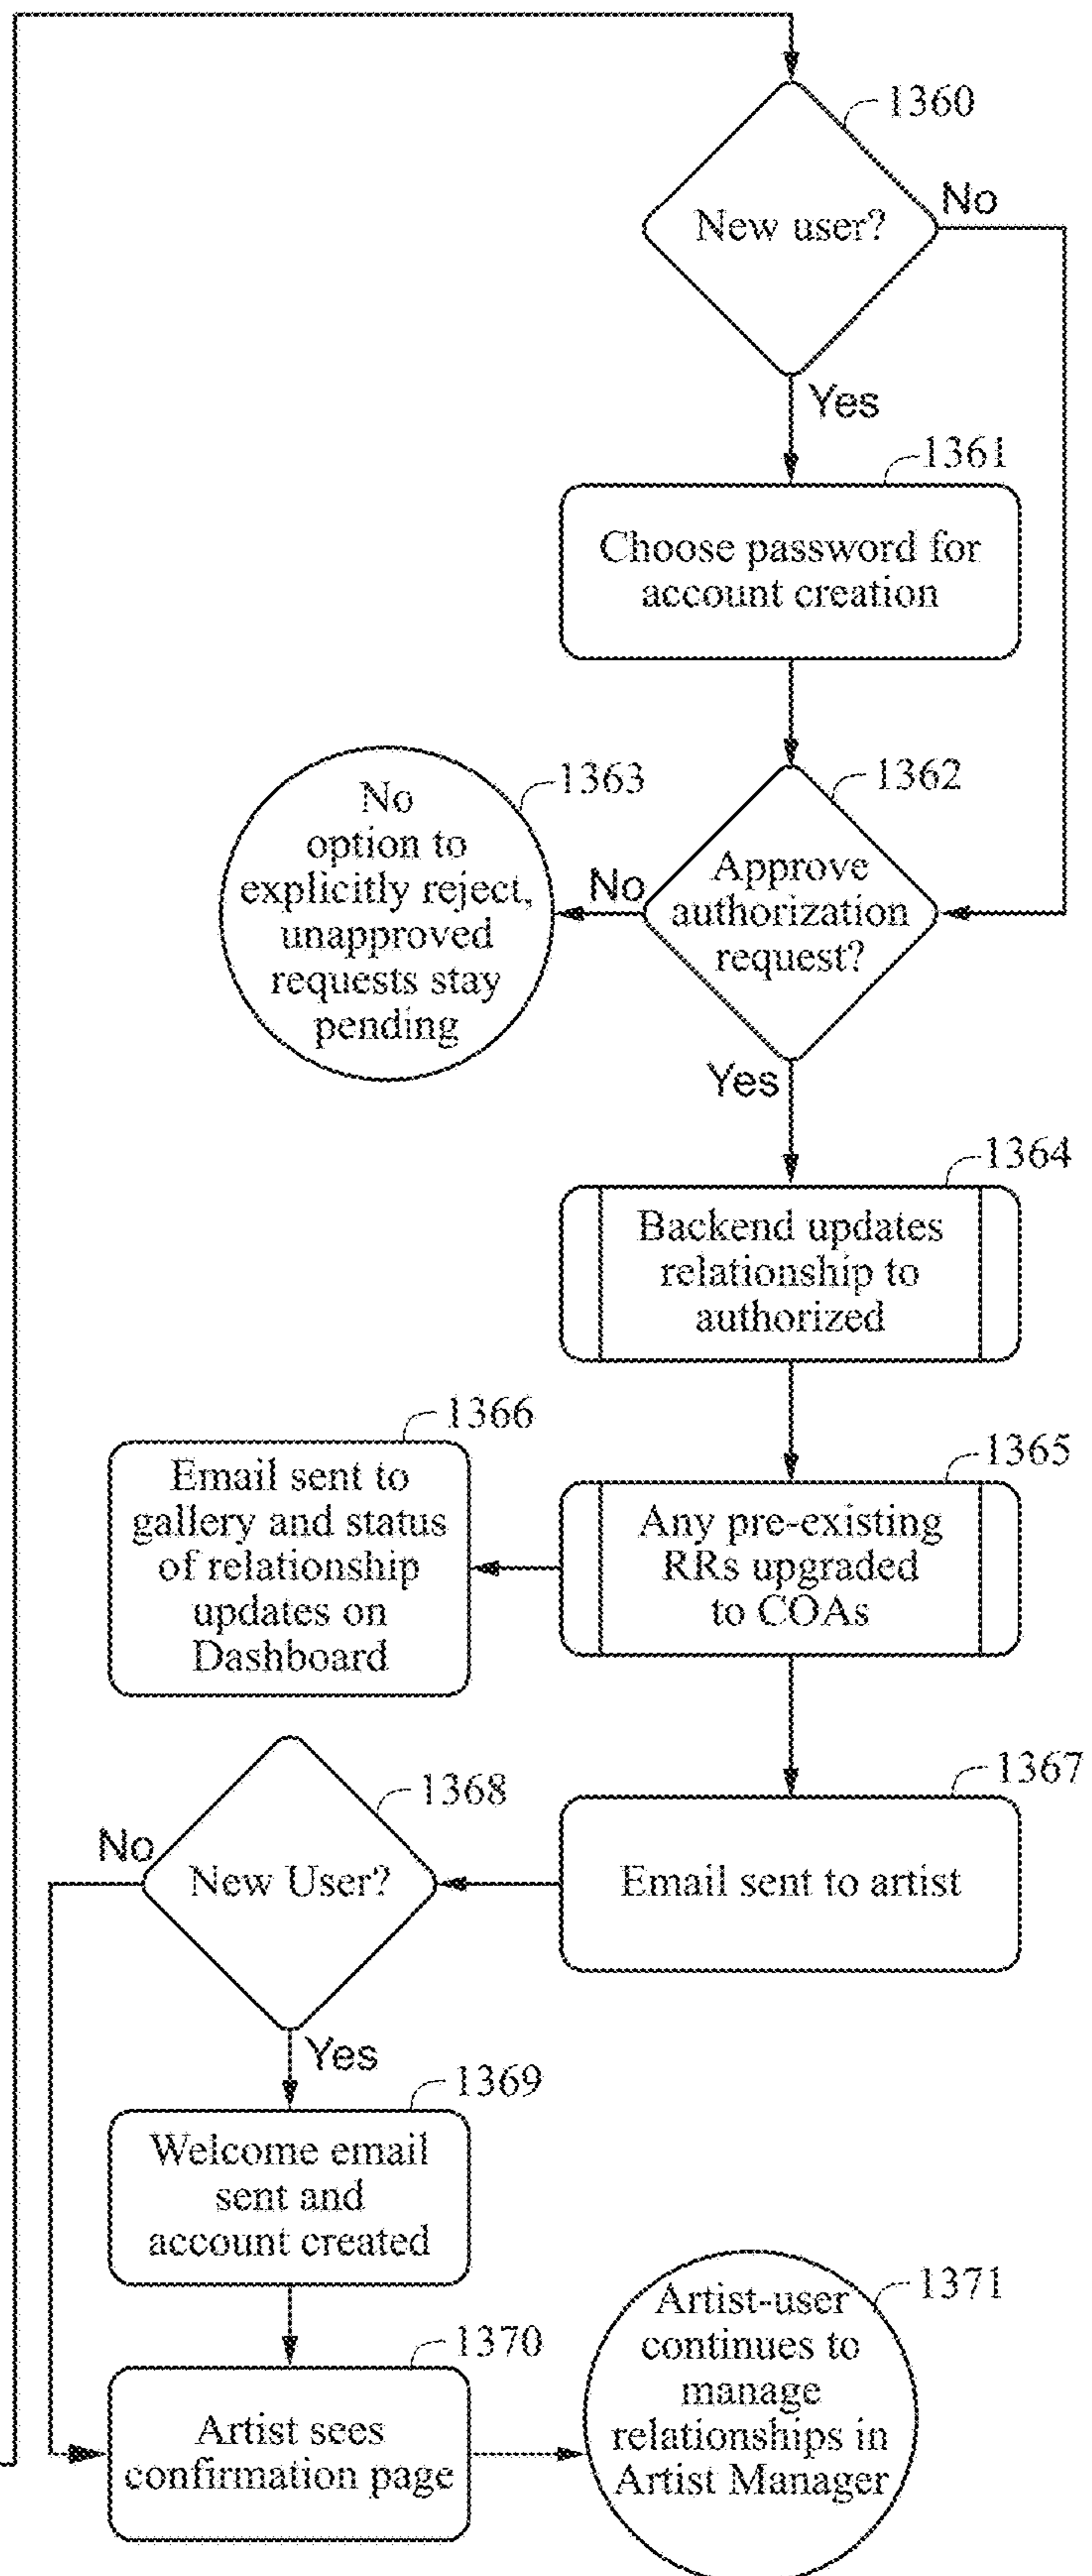 1360
New user?
No
Yes
1361
Choose password for
account creation
1362
Approve
authorization
request?
No
1363
No
option to
explicitly reject,
unapproved
requests stay
pending
Yes
1364
Backend updates
relationship to
authorized
1365
Any pre-existing
RRs upgraded
to COAs
1366
Email sent to
gallery and status
of relationship
updates on
Dashboard
1367
Email sent to artist
1368
New User?
No
Yes
1369
Welcome email
sent and
account created
1370
Artist sees
confirmation page
1371
Artist-user
continues to
manage
relationships in
Artist Manager